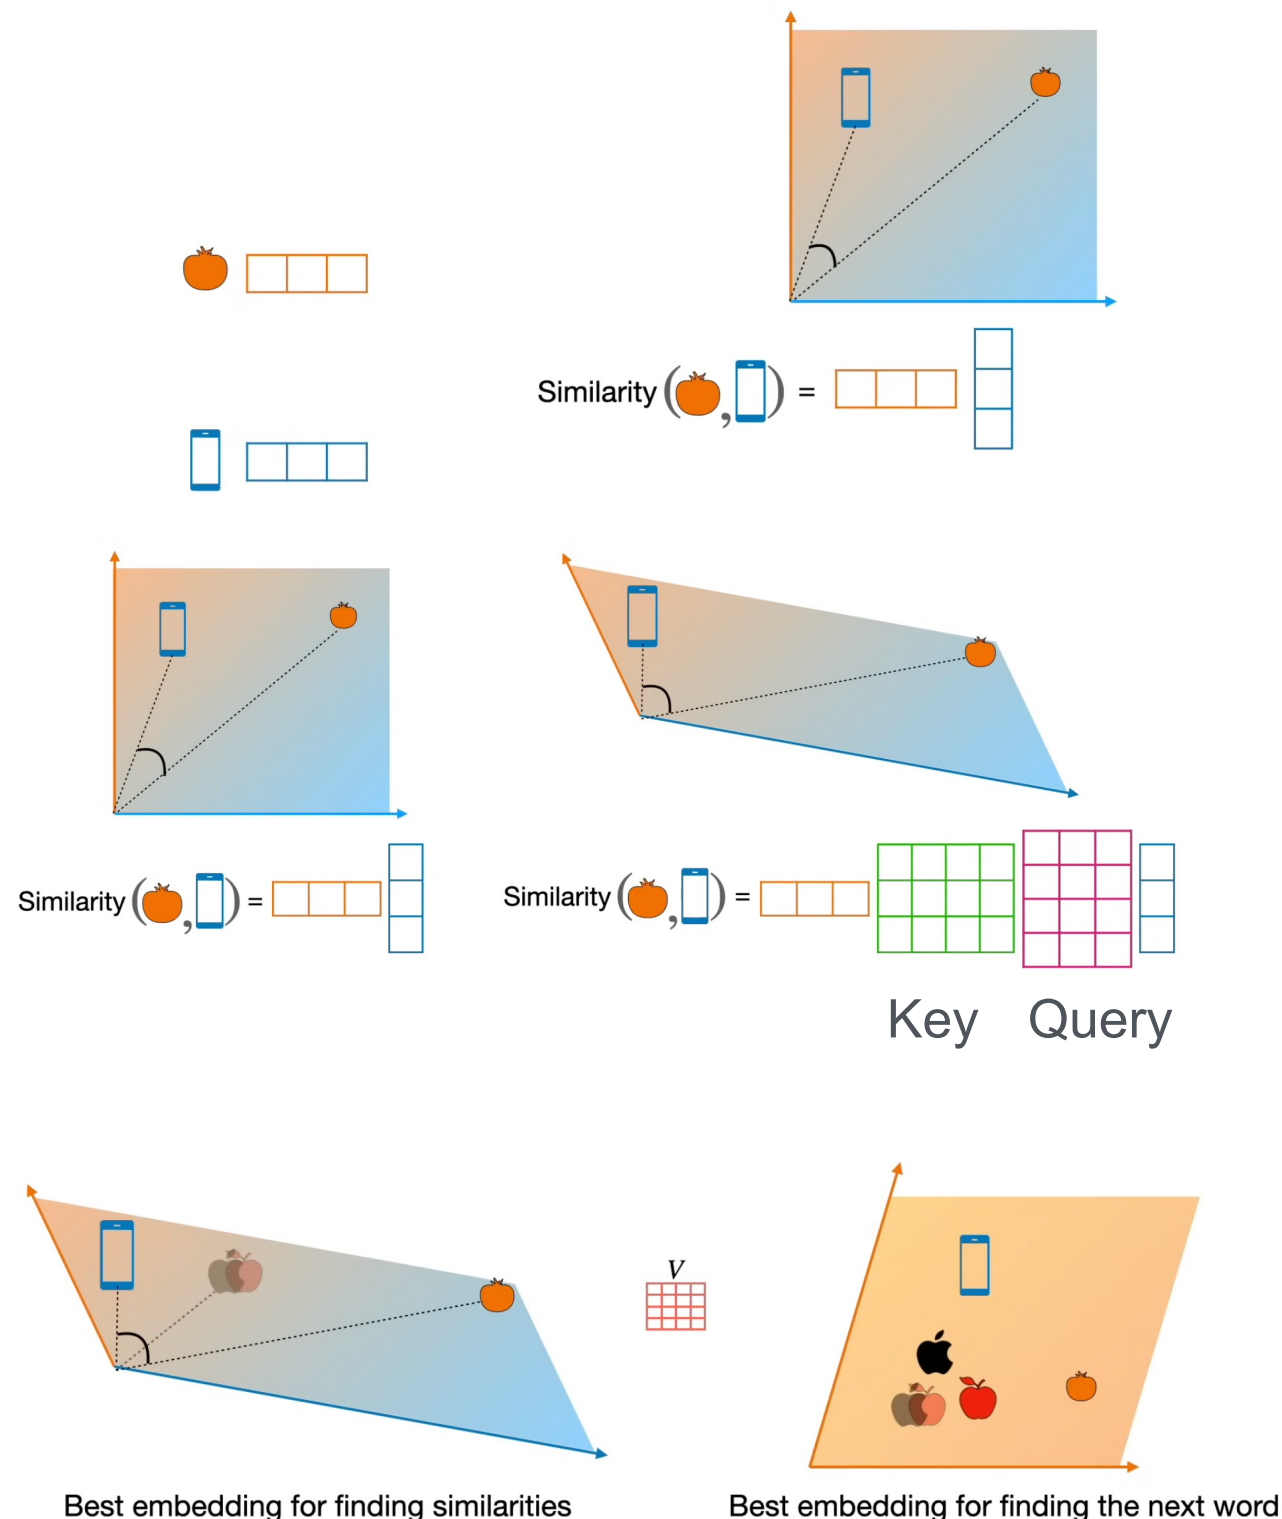 Similarity ( , ) =
Similarity ( , ) =
Similarity ( , ) =
Key Query
V
Best embedding for finding similarities
Best embedding for finding the next word